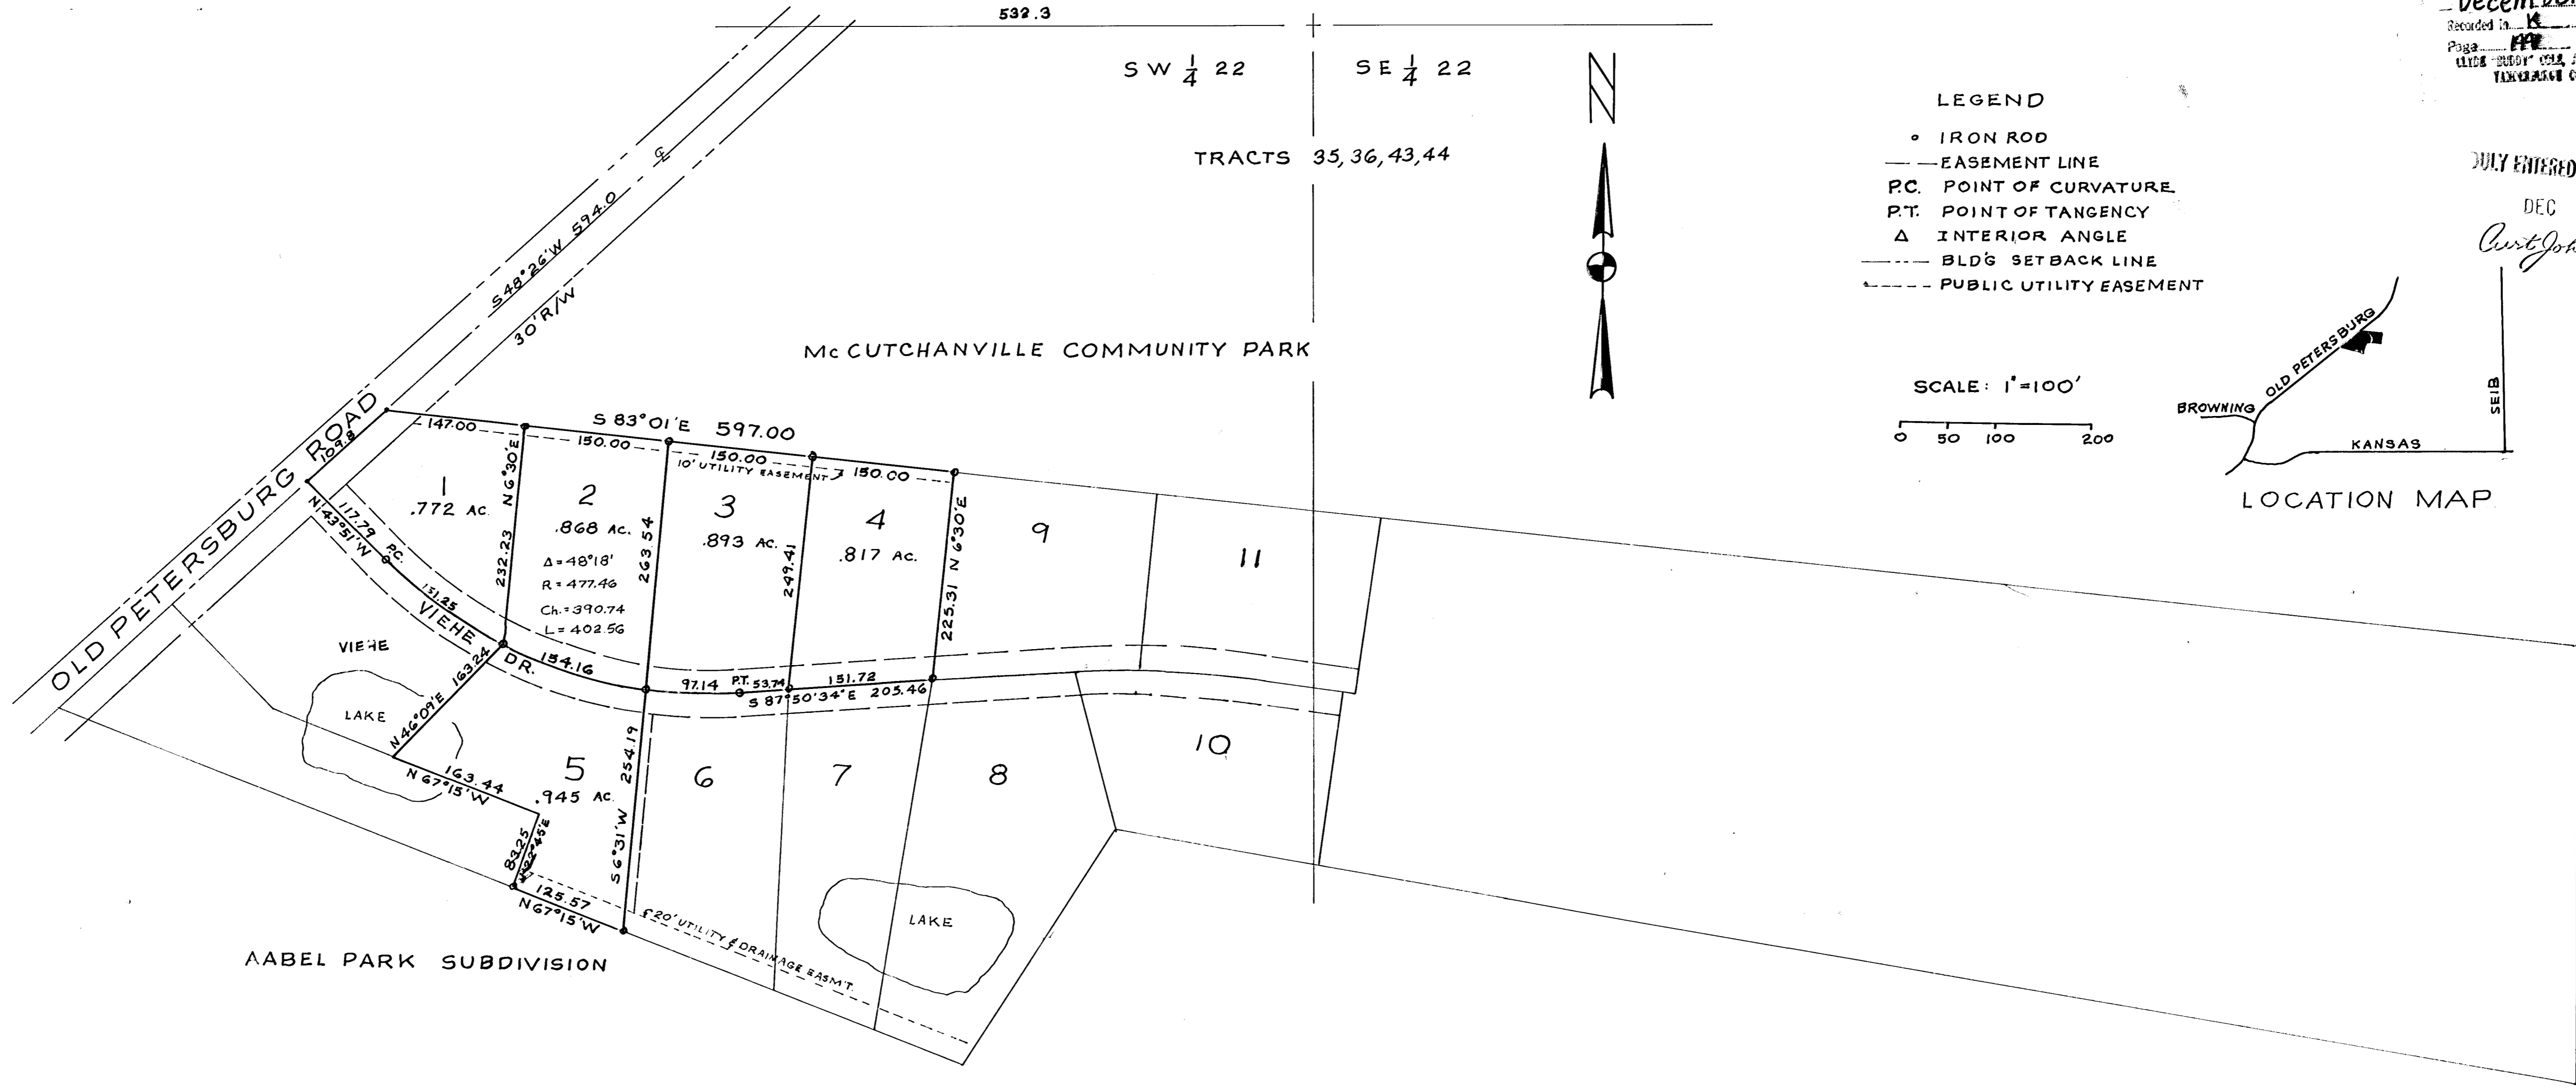 532.3
SW 1/4 22
SE 1/4 22
TRACTS 35, 36, 43, 44
N
Recorded in K
Page
DULY ENTERED
DEC
LEGEND
IRON ROD
EASEMENT LINE
P.C. POINT OF CURVATURE
P.T. POINT OF TANGENCY
Δ INTERIOR ANGLE
BLD'G SETBACK LINE
PUBLIC UTILITY EASEMENT
SCALE: 1"=100'
0 50 100 200
BROWNING
OLD PETERSBURG
SEIB
KANSAS
LOCATION MAP
℄
S 48°26'W 594.0
30' R/W
McCUTCHANVILLE COMMUNITY PARK
OLD PETERSBURG ROAD
109.8
S 83°01'E 597.00
147.00
150.00
150.00
150.00
10' UTILITY EASEMENT
1
.772 AC.
232.23 N 6°30'E
2
.868 AC.
Δ=48°18'
R = 477.46
Ch.=390.74
L = 402.56
263.54
3
.893 AC.
249.41
4
.817 AC.
225.31 N 6°30'E
9
11
117.79
N 43°51'W
P.C.
151.25
VIEHE DR.
154.16
97.14
P.T.
53.74
151.72
S 87°50'34"E 205.46
VIEHE
LAKE
N 46°09'E 163.24
163.44
N 67°15'W
5
.945 AC.
83.25
N 22°45'E
S 6°31'W 254.19
125.57
N 67°15'W
6
7
8
10
LAKE
20' UTILITY & DRAINAGE EASM'T.
AABEL PARK SUBDIVISION